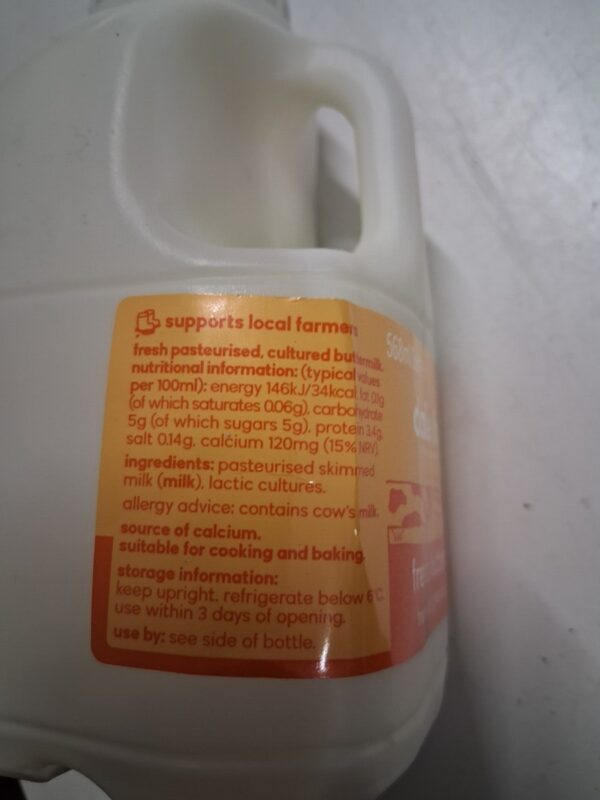 supports local farmers
fresh pasteurised, cultured buttermilk.
nutritional information: (typical values
per 100ml): energy 146kJ/34kcal, fat 0.1g
(of which saturates 0.06g), carbohydrate
5g (of which sugars 5g), protein 3.4g,
salt 0.14g, calcium 120mg (15% NRV).
ingredients: pasteurised skimmed
milk (milk), lactic cultures.
allergy advice: contains cow's milk.
source of calcium.
suitable for cooking and baking.
storage information:
keep upright. refrigerate below 6°C.
use within 3 days of opening.
use by: see side of bottle.
568ml